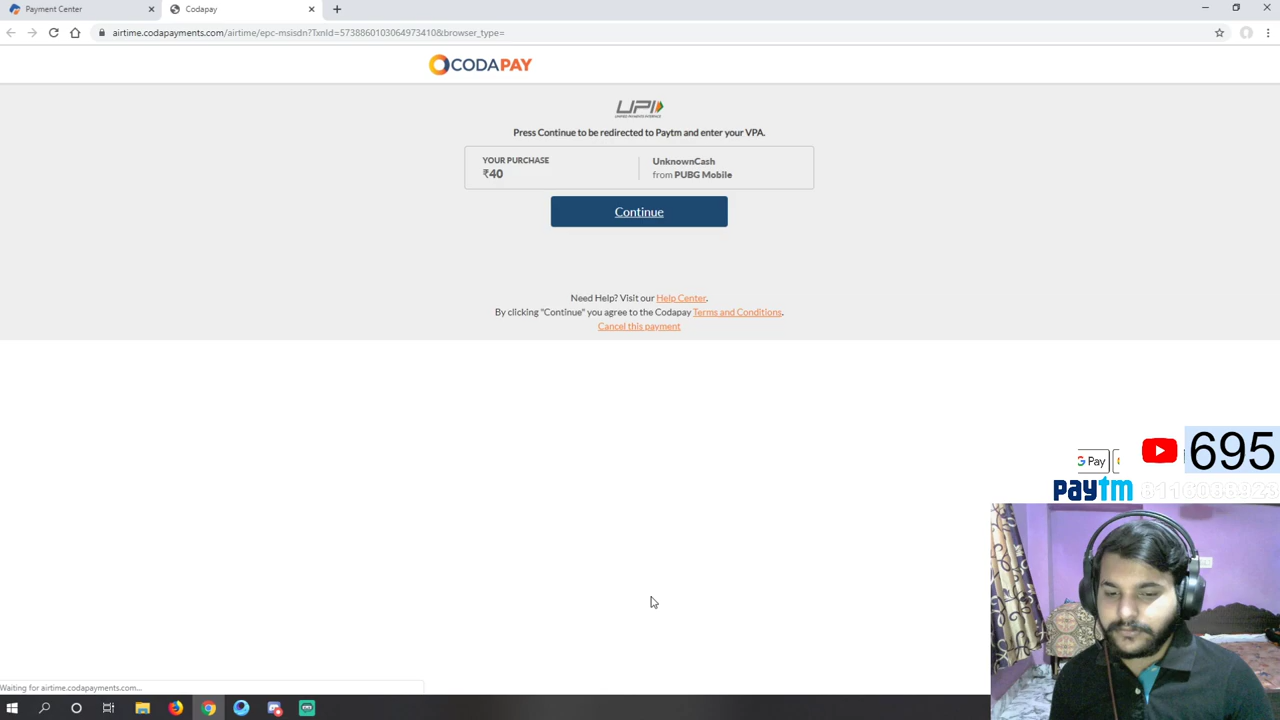 Payment Center
Codapay
airtime.codapayments.com/airtime/epc-msisdn?TxnId=5738860103064973410&browser_type=
CODAPAY
UPI
UNIFIED PAYMENTS INTERFACE
Press Continue to be redirected to Paytm and enter your VPA.
YOUR PURCHASE
₹40
UnknownCash
from PUBG Mobile
Continue
Need Help? Visit our Help Center.
By clicking "Continue" you agree to the Codapay Terms and Conditions.
Cancel this payment
G Pay
695
paytm
Waiting for airtime.codapayments.com...